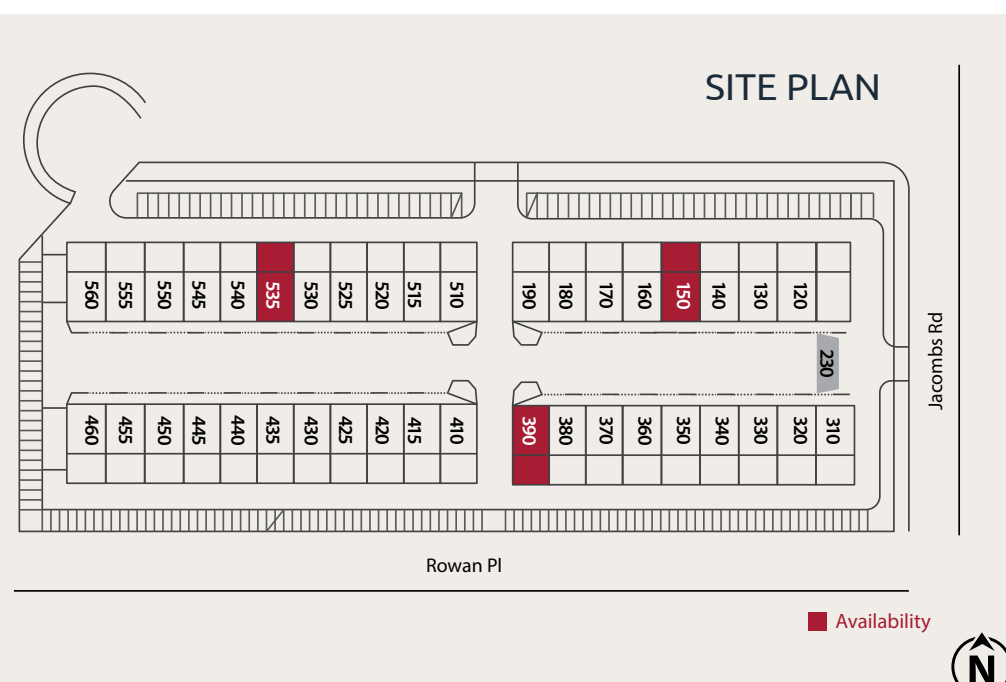 SITE PLAN
560 555 550 545 540 535 530 525 520 515 510 190 180 170 160 150 140 130 120
230
Jacombs Rd
460 455 450 445 440 435 430 425 420 415 410 390 380 370 360 350 340 330 320 310
Rowan Pl
Availability
N